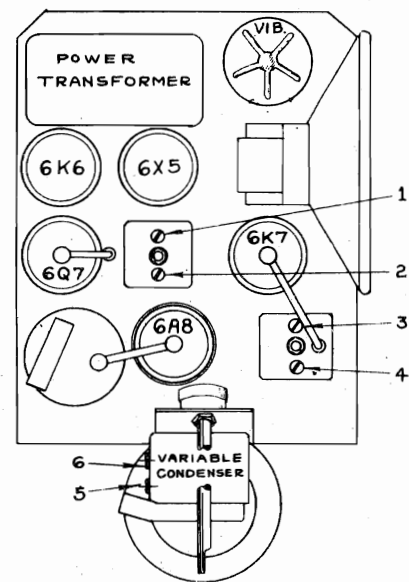 VIB.
POWER
TRANSFORMER
6K6
6X5
1
6Q7
6K7
2
3
6A8
4
6
VARIABLE
CONDENSER
5